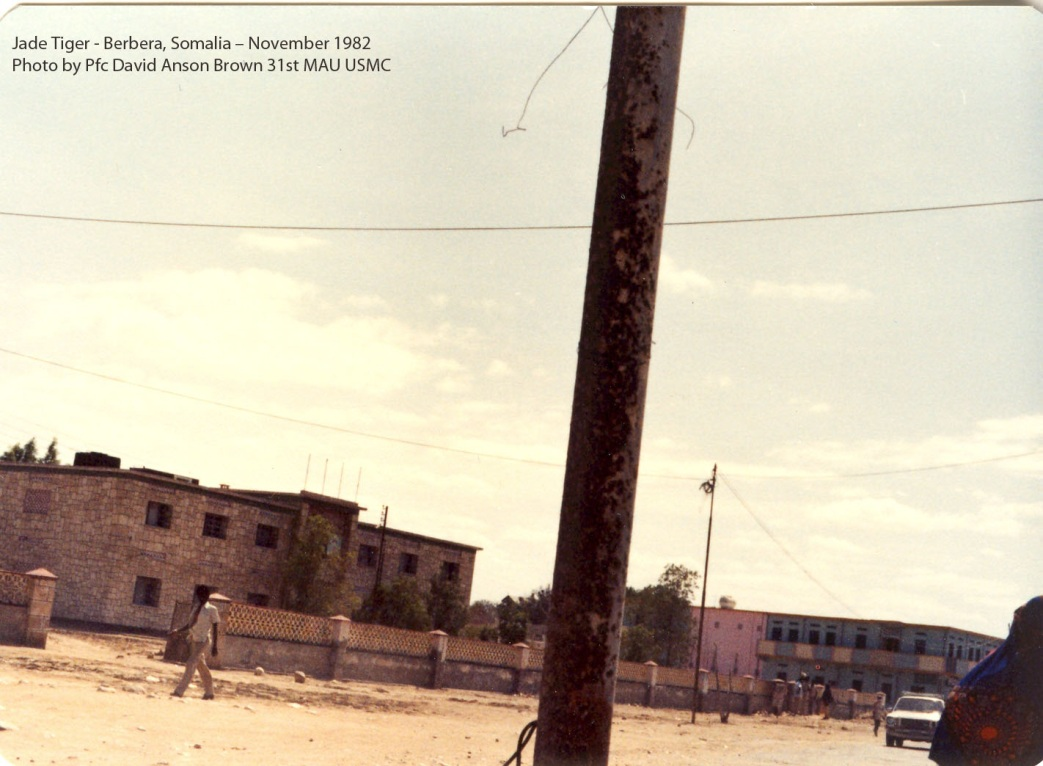 Jade Tiger - Berbera, Somalia – November 1982
Photo by Pfc David Anson Brown 31st MAU USMC